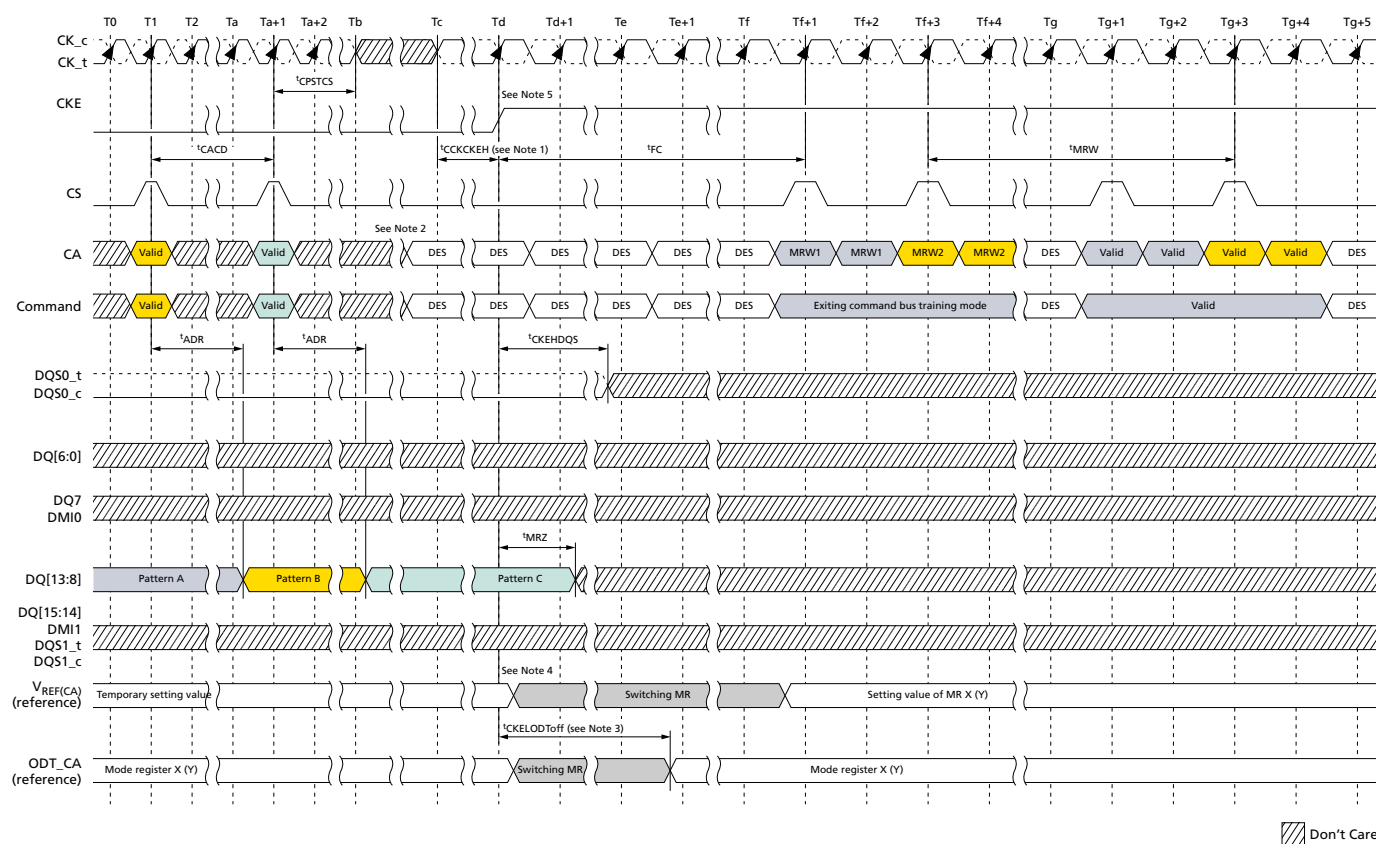 T0 T1 T2 Ta Ta+1 Ta+2 Tb Tc Td Td+1 Te Te+1 Tf Tf+1 Tf+2 Tf+3 Tf+4 Tg Tg+1 Tg+2 Tg+3 Tg+4 Tg+5
CK_c
CK_t
tCPSTCS
CKE
See Note 5
tCACD
tCCKCKEH (see Note 1)
tFC
tMRW
CS
See Note 2
CA Valid Valid DES DES DES DES DES DES MRW1 MRW1 MRW2 MRW2 DES Valid Valid Valid Valid DES
Command Valid Valid DES DES DES DES DES DES Exiting command bus training mode DES Valid DES
tADR tADR tCKEHDQS
DQS0_t
DQS0_c
DQ[6:0]
DQ7
DMI0
tMRZ
DQ[13:8] Pattern A Pattern B Pattern C
DQ[15:14]
DMI1
DQS1_t
DQS1_c
See Note 4
VREF(CA)
(reference)
Temporary setting value Switching MR Setting value of MR X (Y)
tCKELODToff (see Note 3)
ODT_CA
(reference)
Mode register X (Y) Switching MR Mode register X (Y)
Don't Care